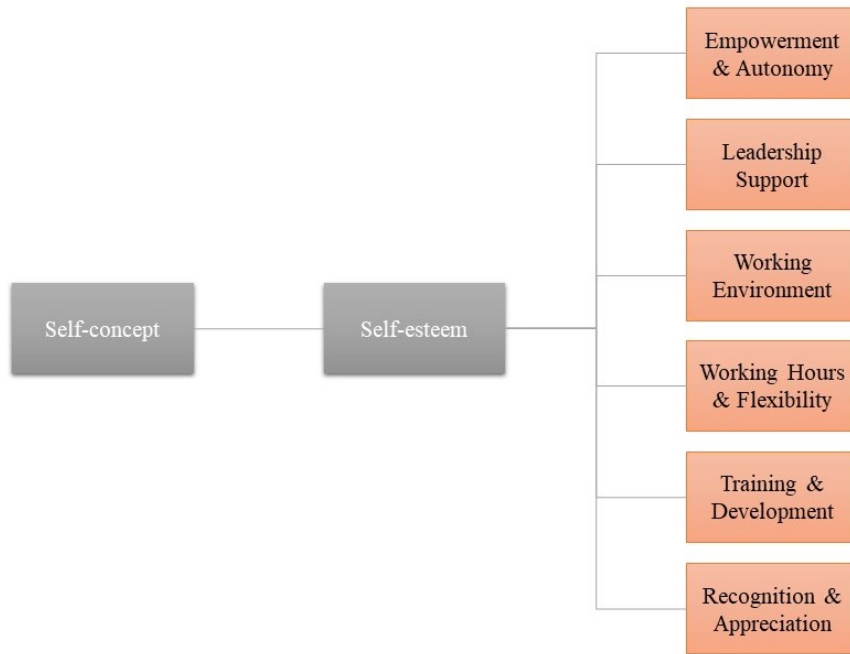 Empowerment
& Autonomy
Leadership
Support
Working
Environment
Self-concept
Self-esteem
Working Hours
& Flexibility
Training &
Development
Recognition &
Appreciation